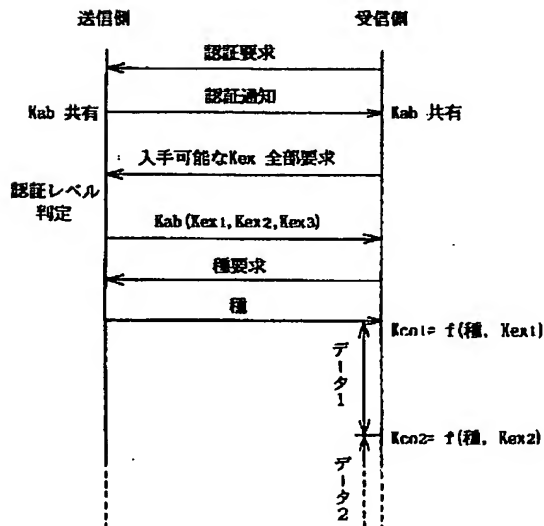 送信側
受信側
認証要求
認証通知
Kab 共有
Kab 共有
入手可能なKex 全部要求
認証レベル
判定
Kab(Kex1,Kex2,Kex3)
種要求
種
Kco1= f(種, Kex1)
データ1
Kco2= f(種, Kex2)
データ2